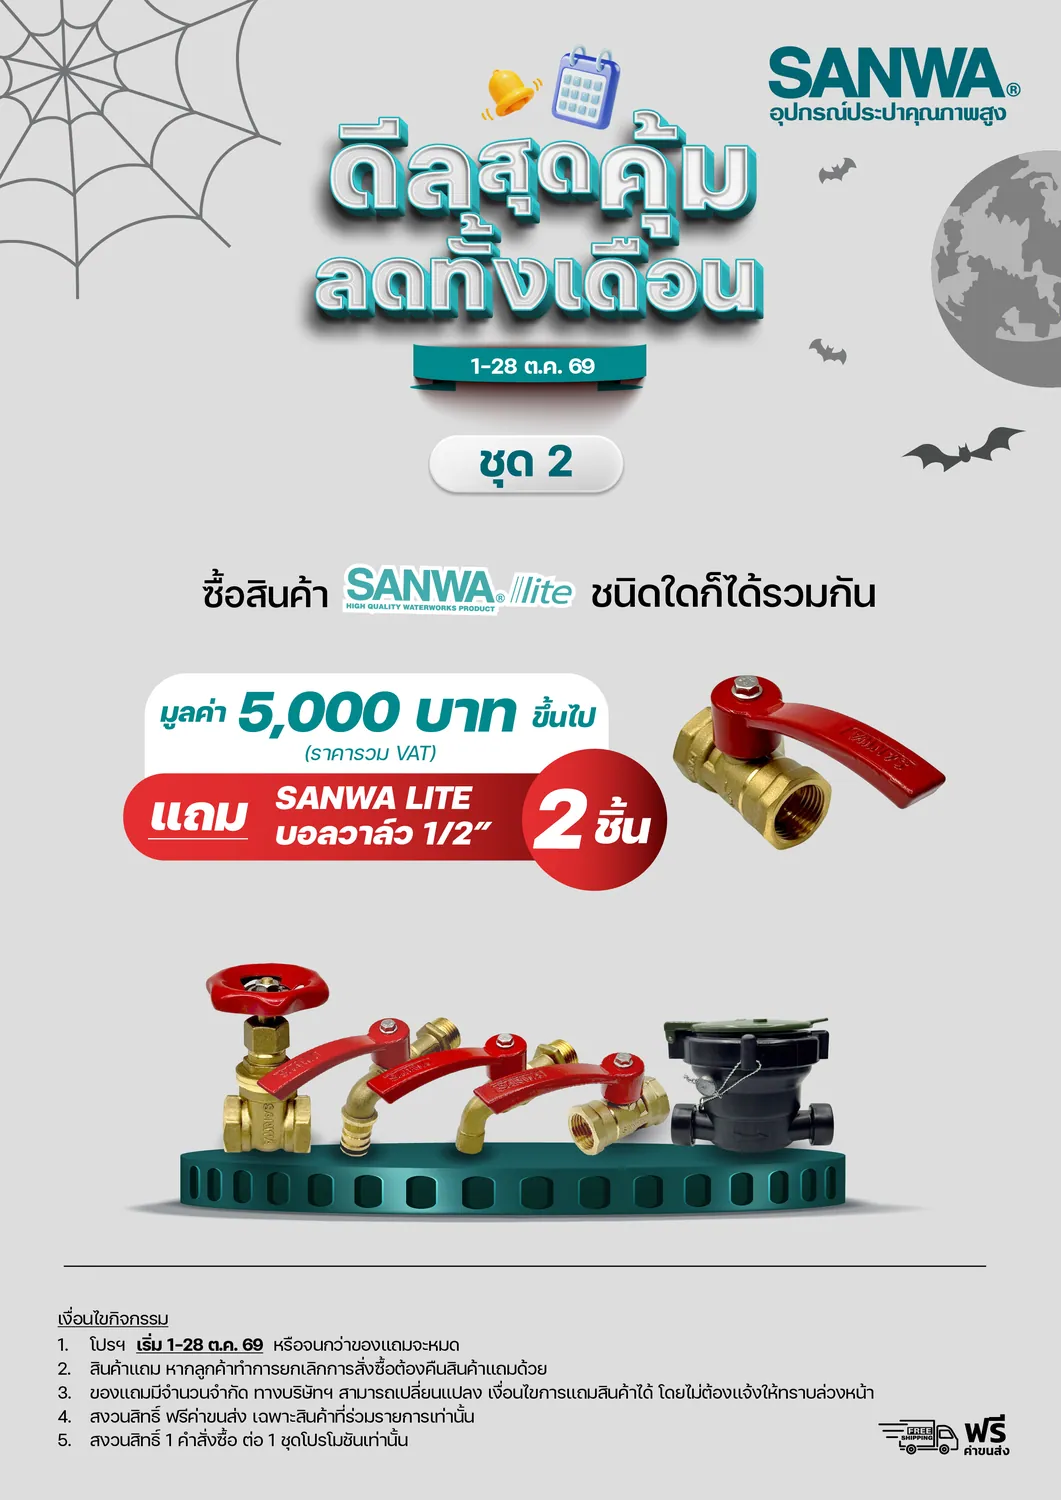 SANWA®
อุปกรณ์ประปาคุณภาพสูง
ดีลสุดคุ้ม
ลดทั้งเดือน
1-28 ต.ค. 69
ชุด 2
ซื้อสินค้า SANWA® lite ชนิดใดก็ได้รวมกัน
HIGH QUALITY WATERWORKS PRODUCT
มูลค่า 5,000 บาท ขึ้นไป
(ราคารวม VAT)
แถม SANWA LITE
บอลวาล์ว 1/2” 2 ชิ้น
เงื่อนไขกิจกรรม
1. โปรฯ เริ่ม 1-28 ต.ค. 69 หรือจนกว่าของแถมจะหมด
2. สินค้าแถม หากลูกค้าทำการยกเลิกการสั่งซื้อต้องคืนสินค้าแถมด้วย
3. ของแถมมีจำนวนจำกัด ทางบริษัทฯ สามารถเปลี่ยนแปลง เงื่อนไขการแถมสินค้าได้ โดยไม่ต้องแจ้งให้ทราบล่วงหน้า
4. สงวนสิทธิ์ ฟรีค่าขนส่ง เฉพาะสินค้าที่ร่วมรายการเท่านั้น
5. สงวนสิทธิ์ 1 คำสั่งซื้อ ต่อ 1 ชุดโปรโมชันเท่านั้น
FREE
SHIPPING
ฟรี
ค่าขนส่ง